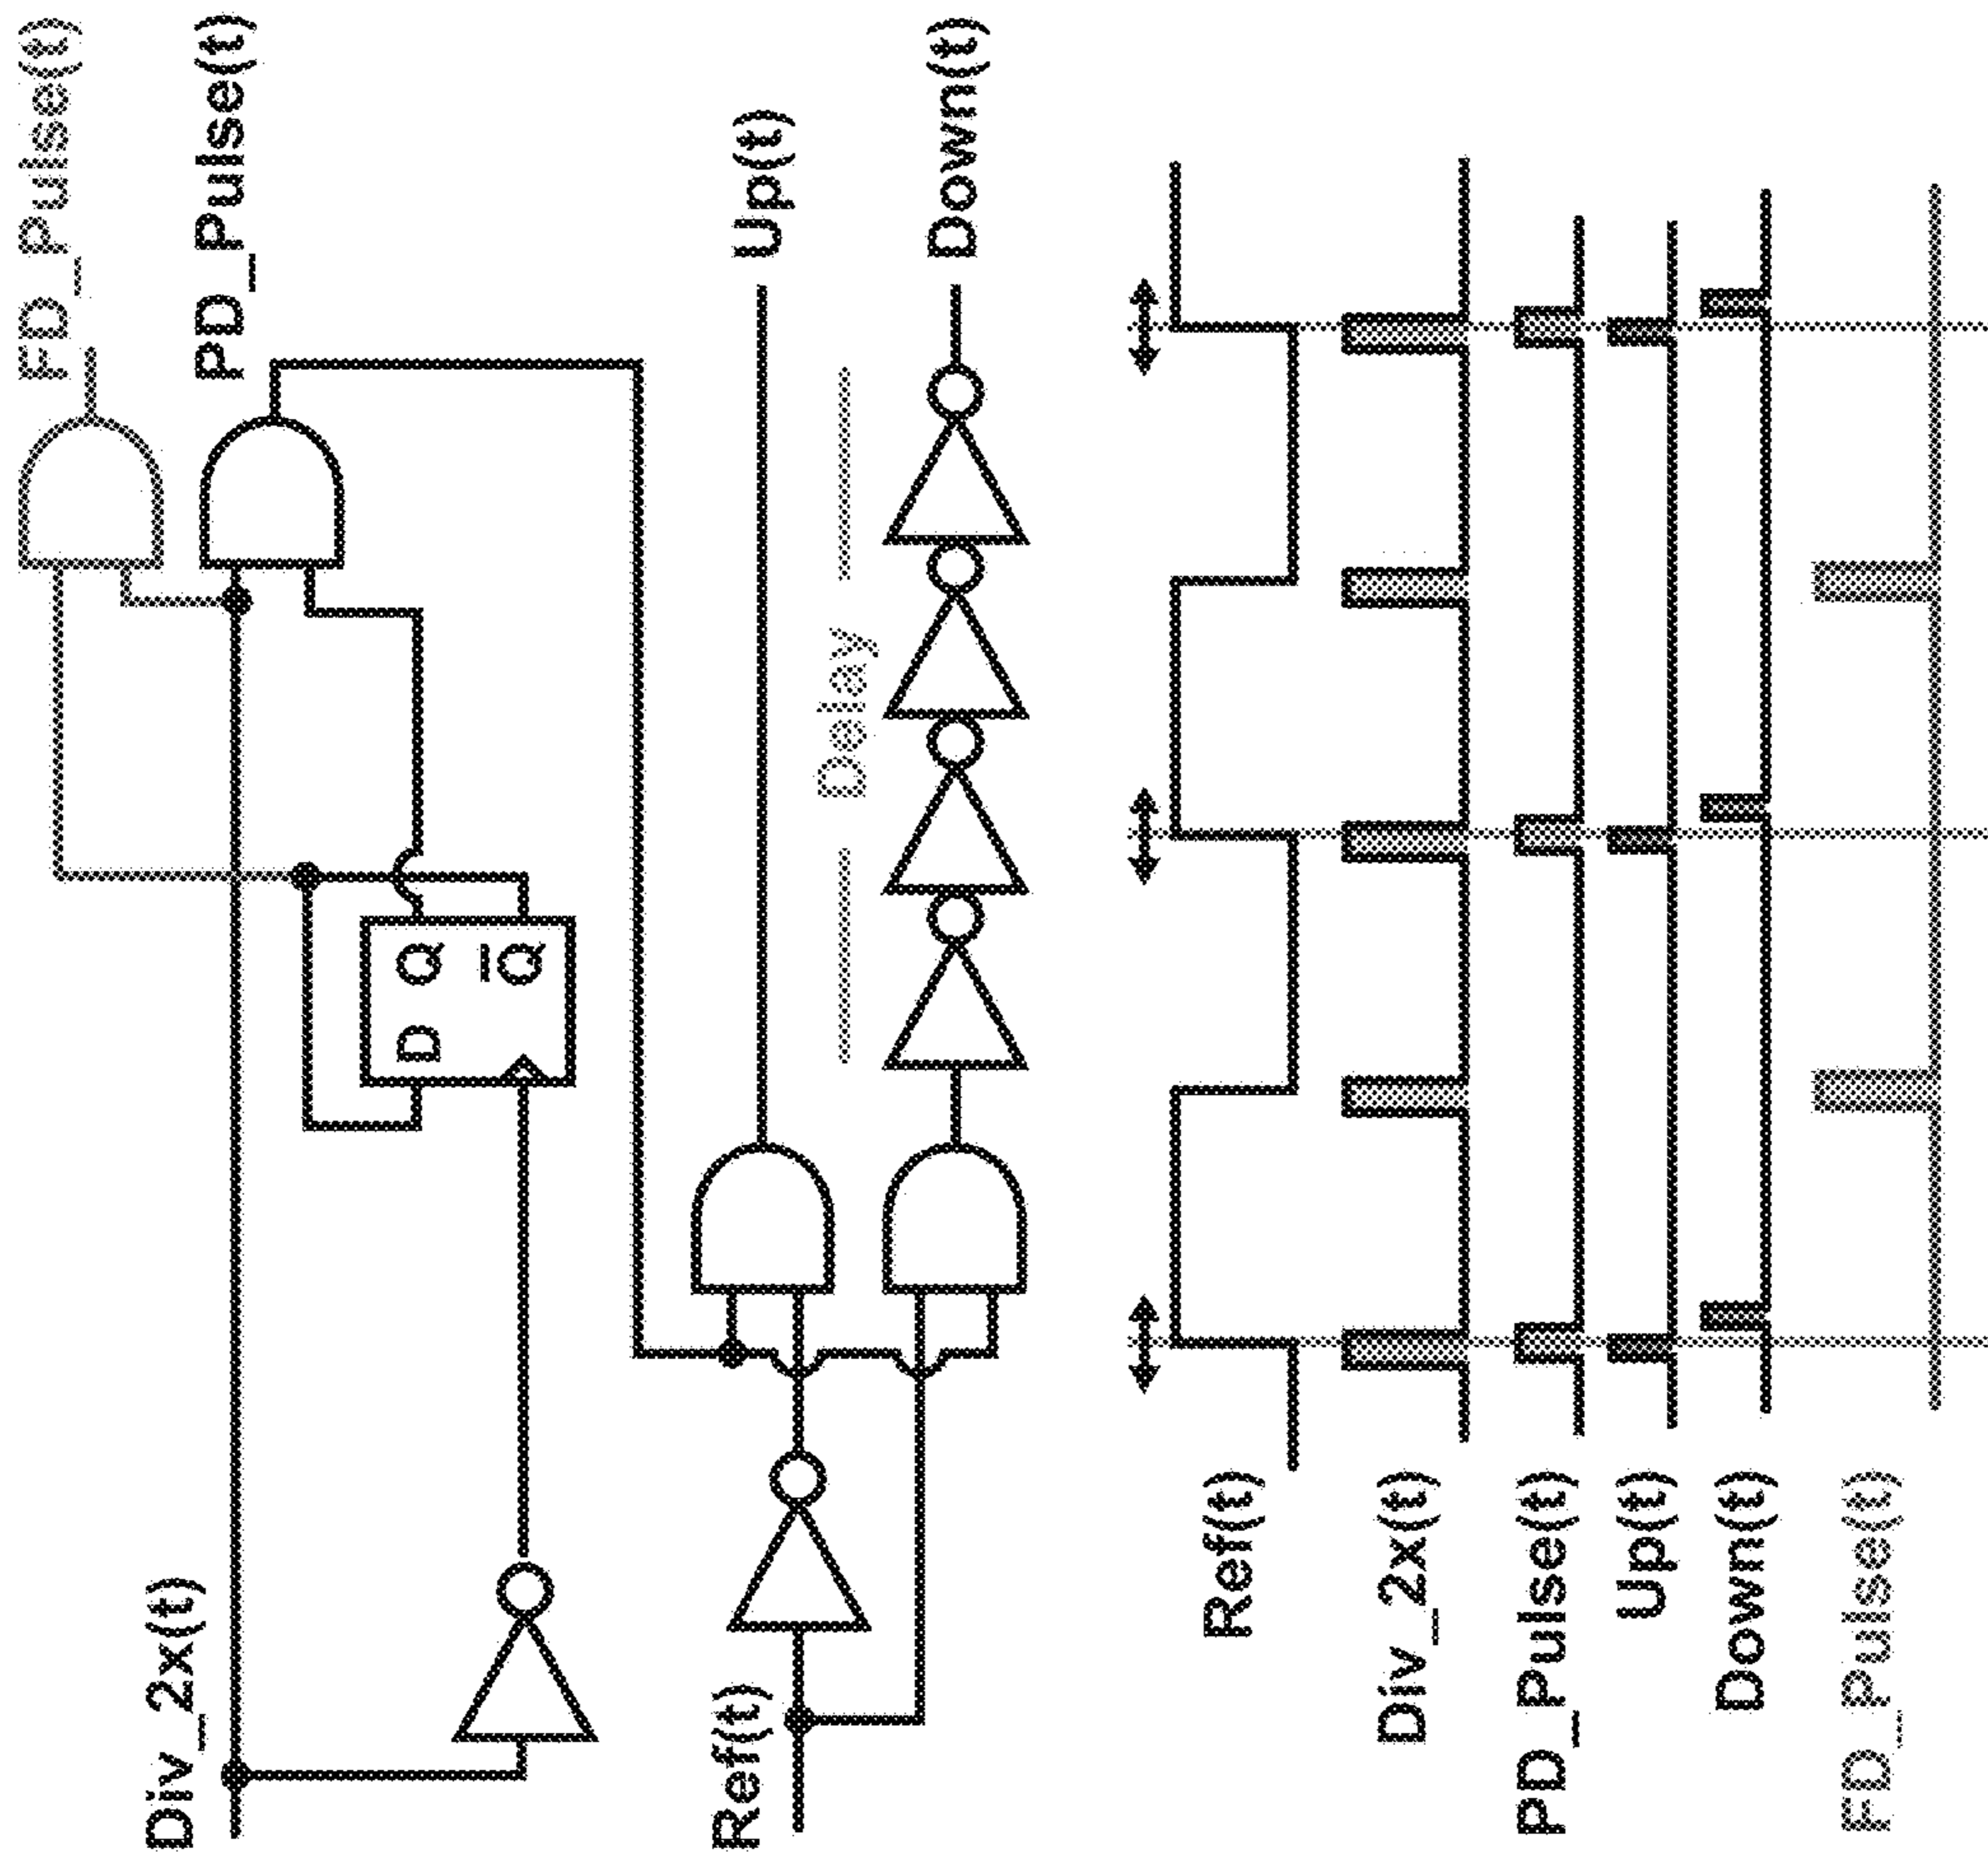 FD_Pulse(t)
Div_2x(t)
PD_Pulse(t)
D Q
Q
Ref(t)
Up(t)
Delay
Down(t)
Ref(t)
Div_2x(t)
PD_Pulse(t)
Up(t)
Down(t)
FD_Pulse(t)